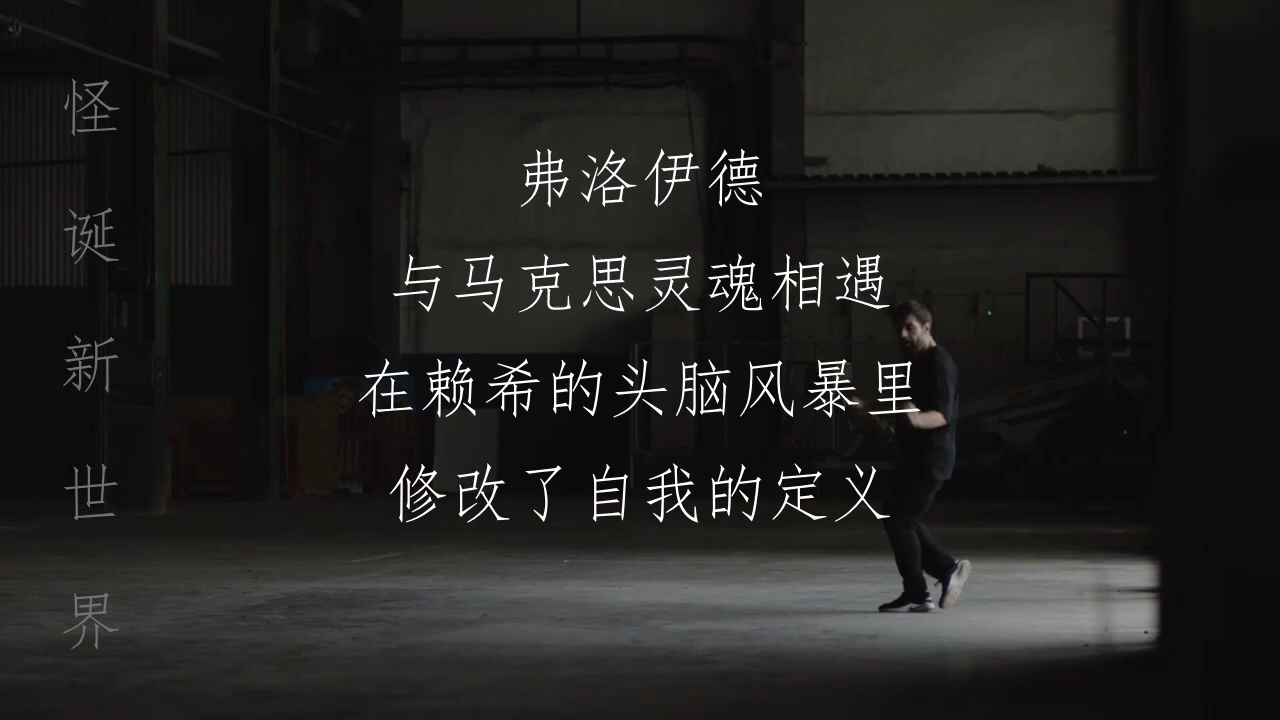 怪诞新世界
弗洛伊德
与马克思灵魂相遇
在赖希的头脑风暴里
修改了自我的定义